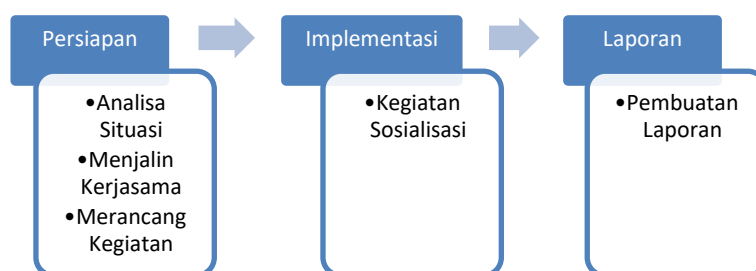 Persiapan
•Analisa
Situasi
•Menjalin
Kerjasama
•Merancang
Kegiatan
Implementasi
•Kegiatan
Sosialisasi
Laporan
•Pembuatan
Laporan